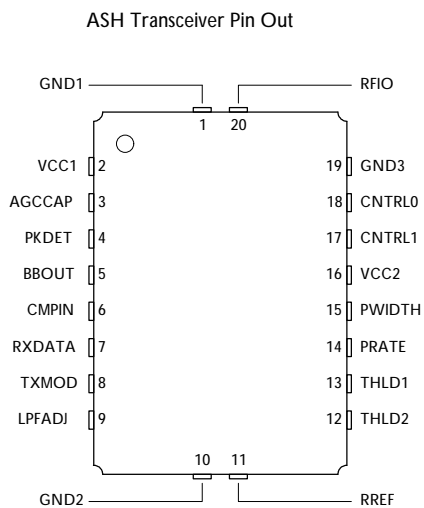 ASH Transceiver Pin Out
GND1 RFIO
1 20
VCC1 2 19 GND3
AGCCAP 3 18 CNTRL0
PKDET 4 17 CNTRL1
BBOUT 5 16 VCC2
CMPIN 6 15 PWIDTH
RXDATA 7 14 PRATE
TXMOD 8 13 THLD1
LPFADJ 9 12 THLD2
10 11
GND2 RREF